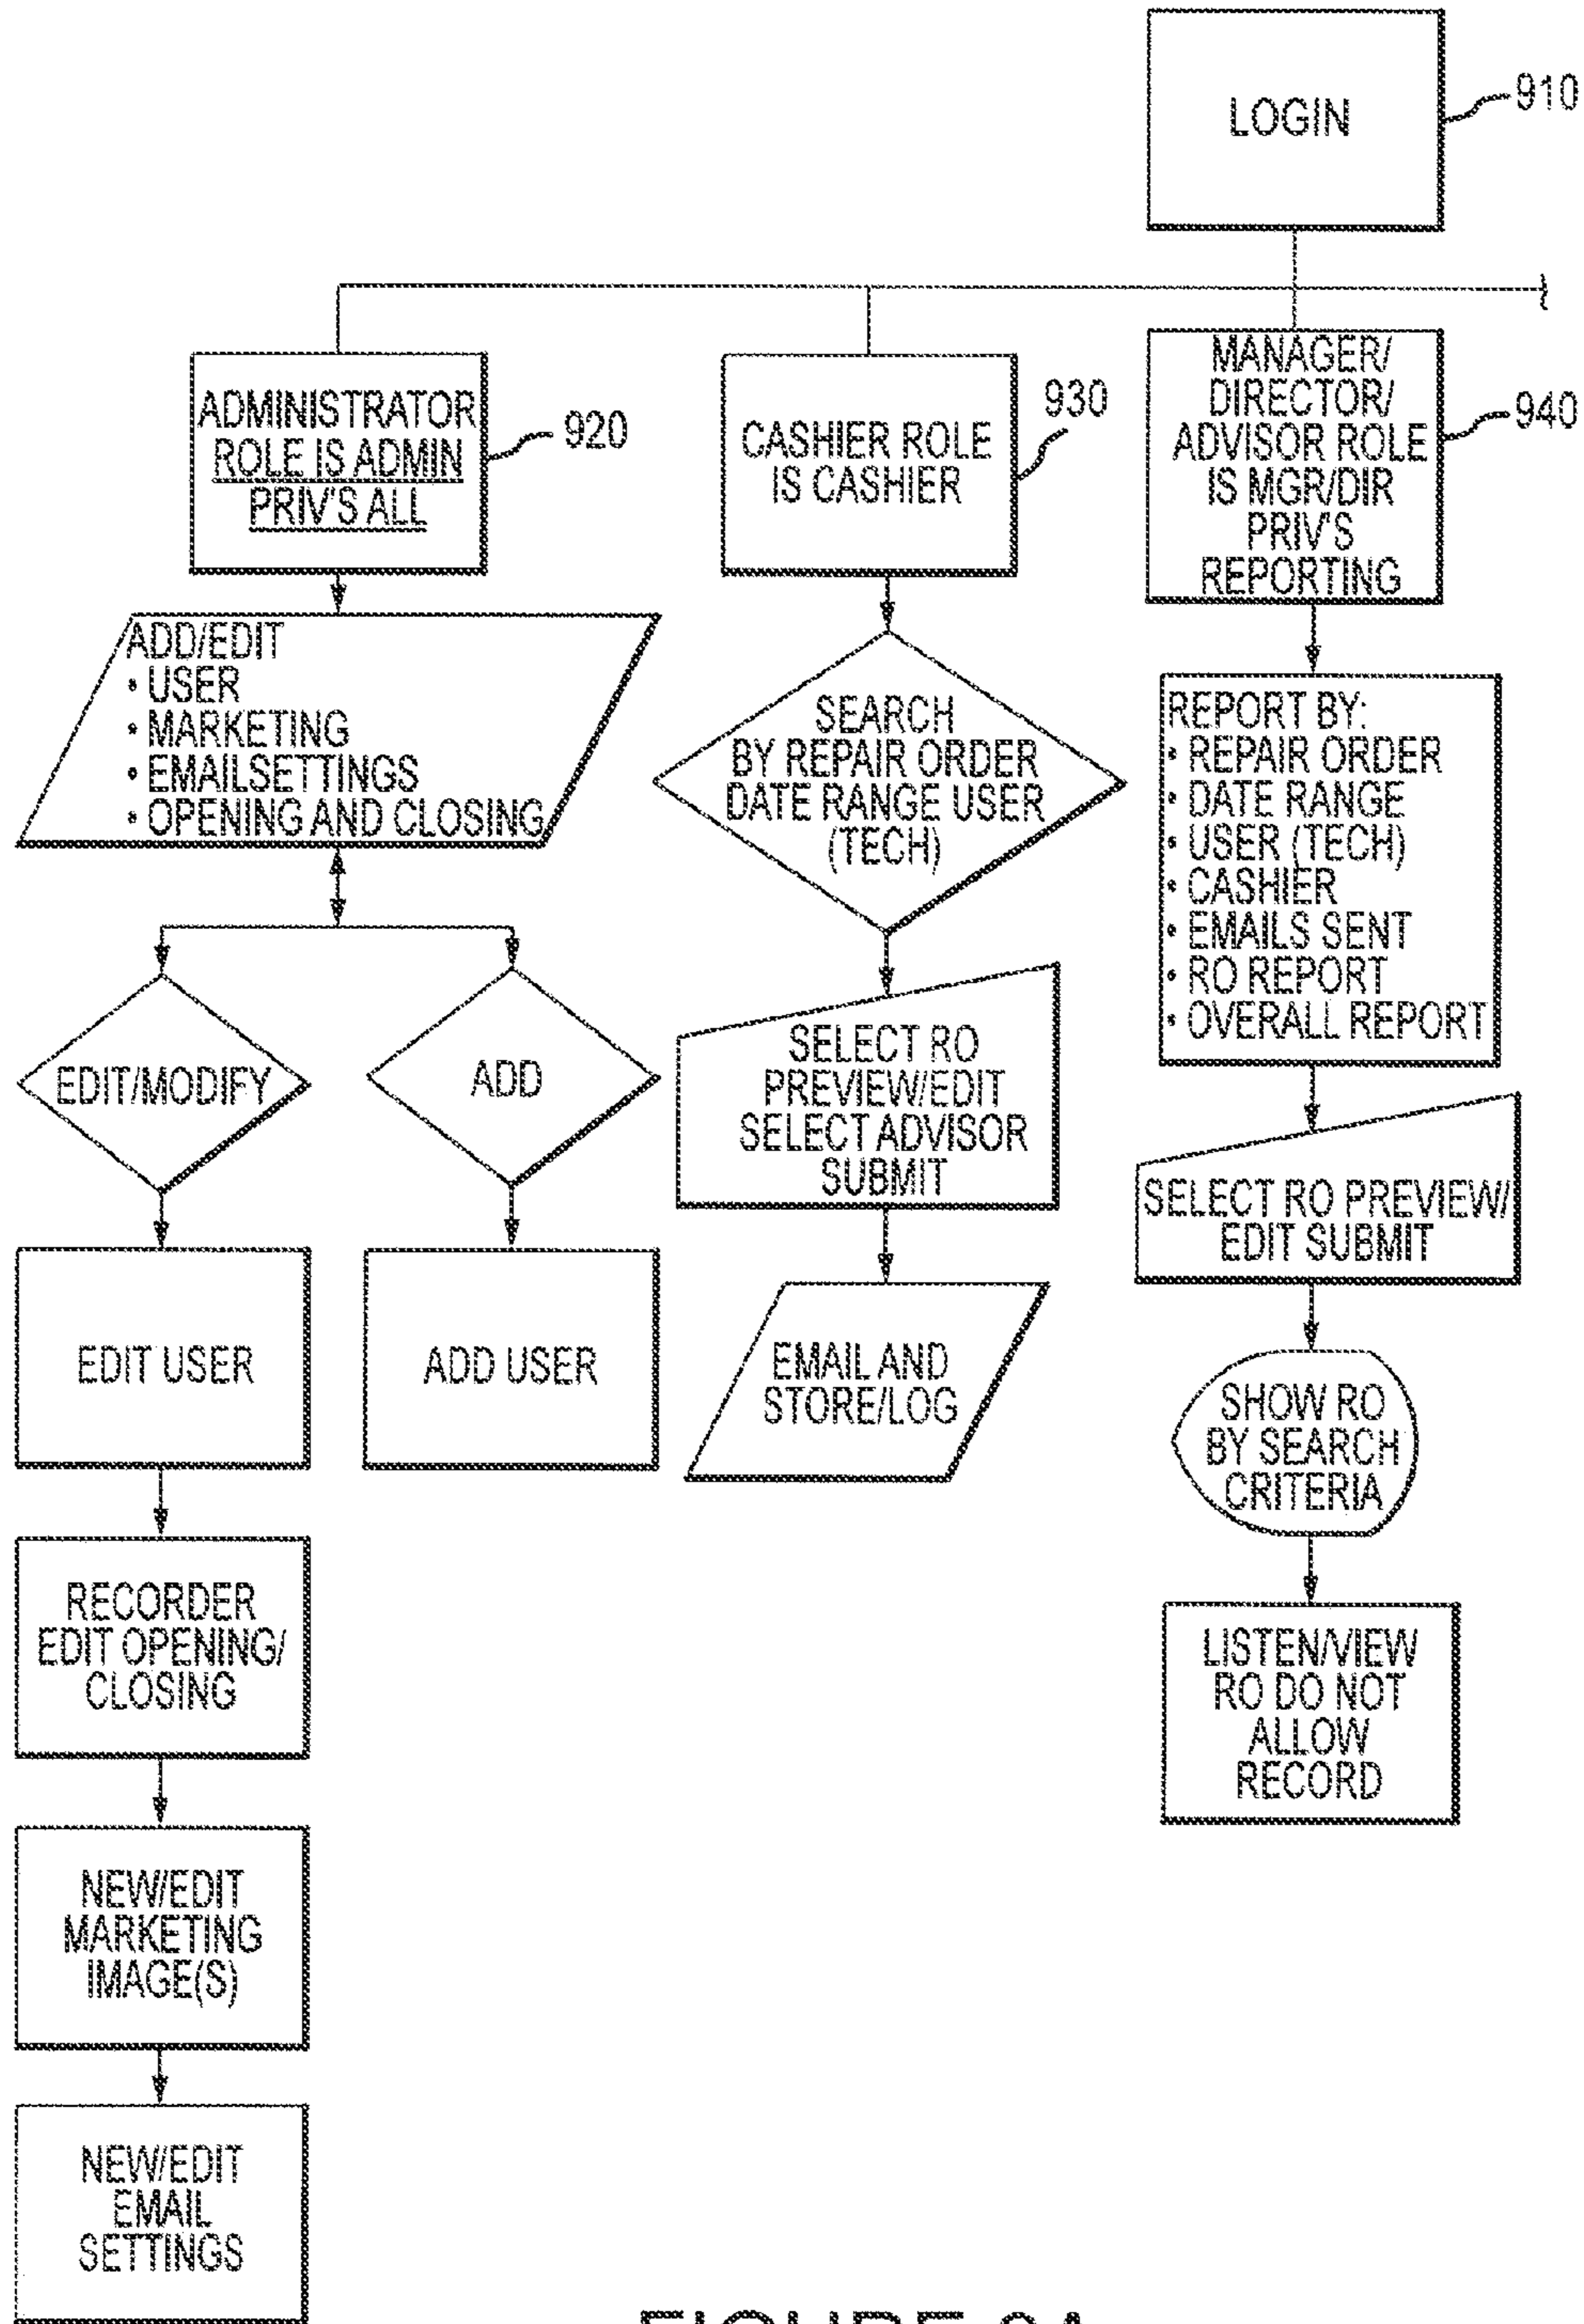 LOGIN
910
ADMINISTRATOR
ROLE IS ADMIN
PRIV'S ALL
920
CASHIER ROLE
IS CASHIER
930
MANAGER/
DIRECTOR/
ADVISOR ROLE
IS MGR/DIR
PRIV'S
REPORTING
940
ADD/EDIT
• USER
• MARKETING
• EMAILSETTINGS
• OPENING AND CLOSING
SEARCH
BY REPAIR ORDER
DATE RANGE USER
(TECH)
REPORT BY:
• REPAIR ORDER
• DATE RANGE
• USER (TECH)
• CASHIER
• EMAILS SENT
• RO REPORT
• OVERALL REPORT
EDIT/MODIFY
ADD
SELECT RO
PREVIEW/EDIT
SELECT ADVISOR
SUBMIT
SELECT RO PREVIEW/
EDIT SUBMIT
EDIT USER
ADD USER
EMAIL AND
STORE/LOG
SHOW RO
BY SEARCH
CRITERIA
RECORDER
EDIT OPENING/
CLOSING
LISTEN/VIEW
RO DO NOT
ALLOW
RECORD
NEW/EDIT
MARKETING
IMAGE(S)
NEW/EDIT
EMAIL
SETTINGS